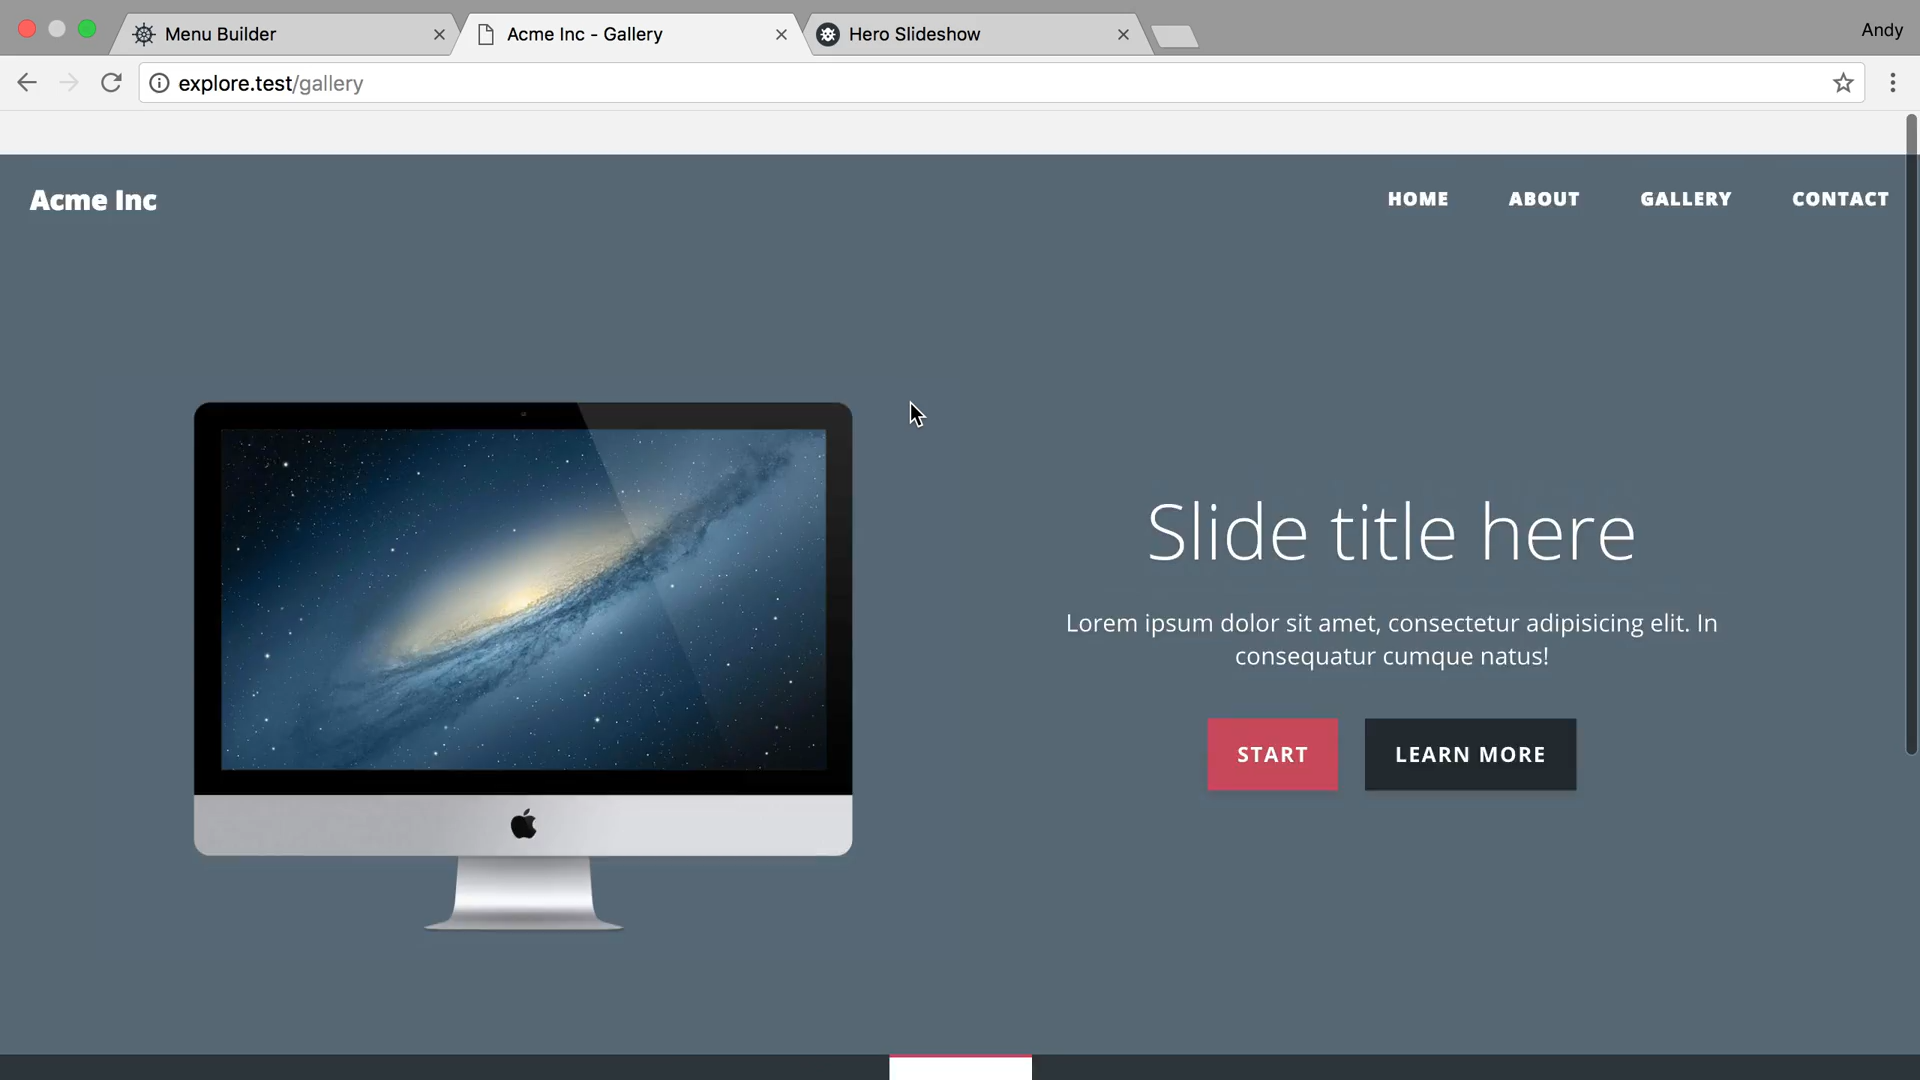 Menu Builder
Acme Inc - Gallery
Hero Slideshow
Andy
explore.test/gallery
Acme Inc
HOME
ABOUT
GALLERY
CONTACT
Slide title here
Lorem ipsum dolor sit amet, consectetur adipisicing elit. In
consequatur cumque natus!
START
LEARN MORE